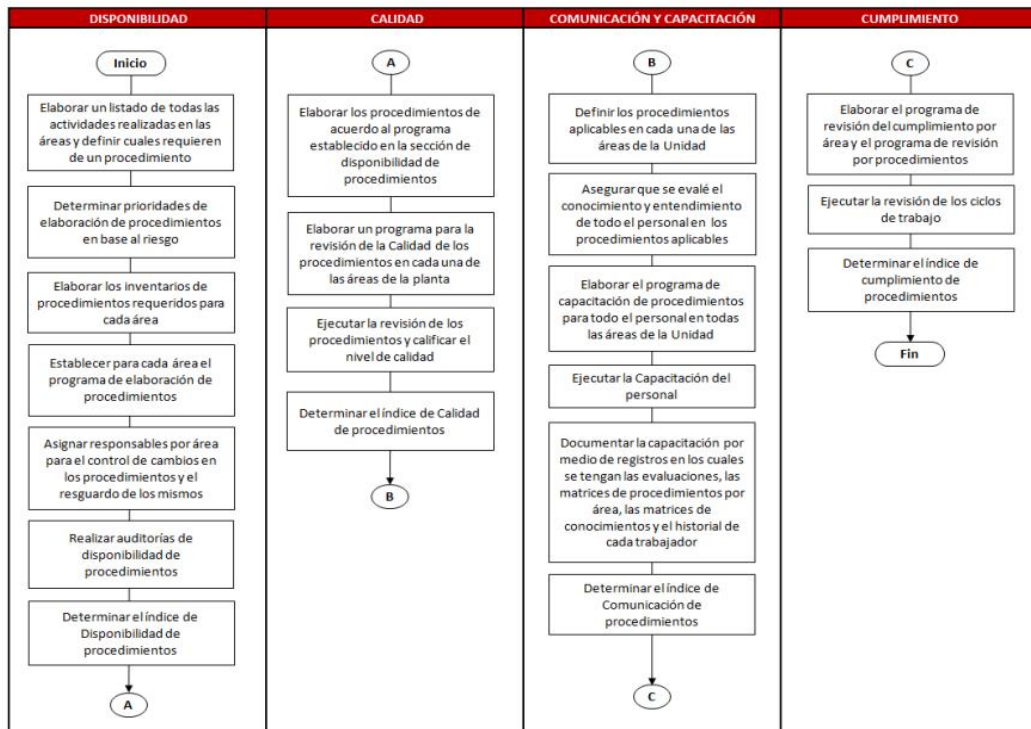 DISPONIBILIDAD
Inicio
Elaborar un listado de todas las
actividades realizadas en las
áreas y definir cuales requieren
de un procedimiento
Determinar prioridades de
elaboración de procedimientos
en base al riesgo
Elaborar los inventarios de
procedimientos requeridos para
cada área
Establecer para cada área el
programa de elaboración de
procedimientos
Asignar responsables por área
para el control de cambios en
los procedimientos y el
resguardo de los mismos
Realizar auditorías de
disponibilidad de
procedimientos
Determinar el índice de
Disponibilidad de
procedimientos
A
CALIDAD
A
Elaborar los procedimientos de
acuerdo al programa
establecido en la sección de
disponibilidad de
procedimientos
Elaborar un programa para la
revisión de la Calidad de los
procedimientos en cada una de
las áreas de la planta
Ejecutar la revisión de los
procedimientos y calificar el
nivel de calidad
Determinar el índice de Calidad
de procedimientos
B
COMUNICACIÓN Y CAPACITACIÓN
B
Definir los procedimientos
aplicables en cada una de las
áreas de la Unidad
Asegurar que se evalé el
conocimiento y entendimiento
de todo el personal en los
procedimientos aplicables
Elaborar el programa de
capacitación de procedimientos
para todo el personal en todas
las áreas de la Unidad
Ejecutar la Capacitación del
personal
Documentar la capacitación por
medio de registros en los cuales
se tengan las evaluaciones, las
matrices de procedimientos por
área, las matrices de
conocimientos y el historial de
cada trabajador
Determinar el índice de
Comunicación de
procedimientos
C
CUMPLIMIENTO
C
Elaborar el programa de
revisión del cumplimiento por
área y el programa de revisión
por procedimientos
Ejecutar la revisión de los ciclos
de trabajo
Determinar el índice de
cumplimiento de
procedimientos
Fin